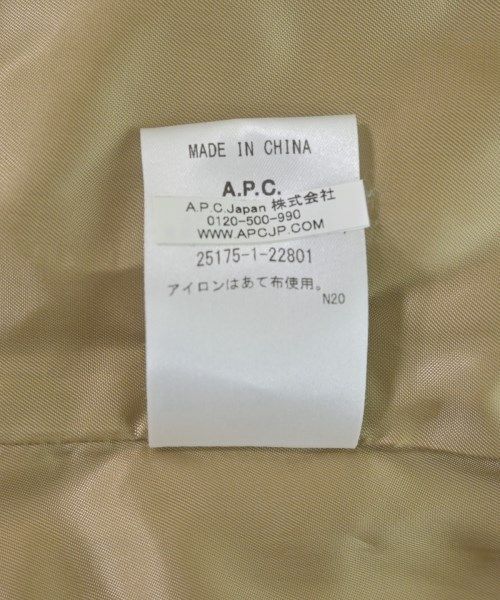 MADE IN CHINA
A.P.C.
A.P.C.Japan 株式会社
0120-500-990
WWW.APCJP.COM
25175-1-22801
アイロンはあて布使用。
N20